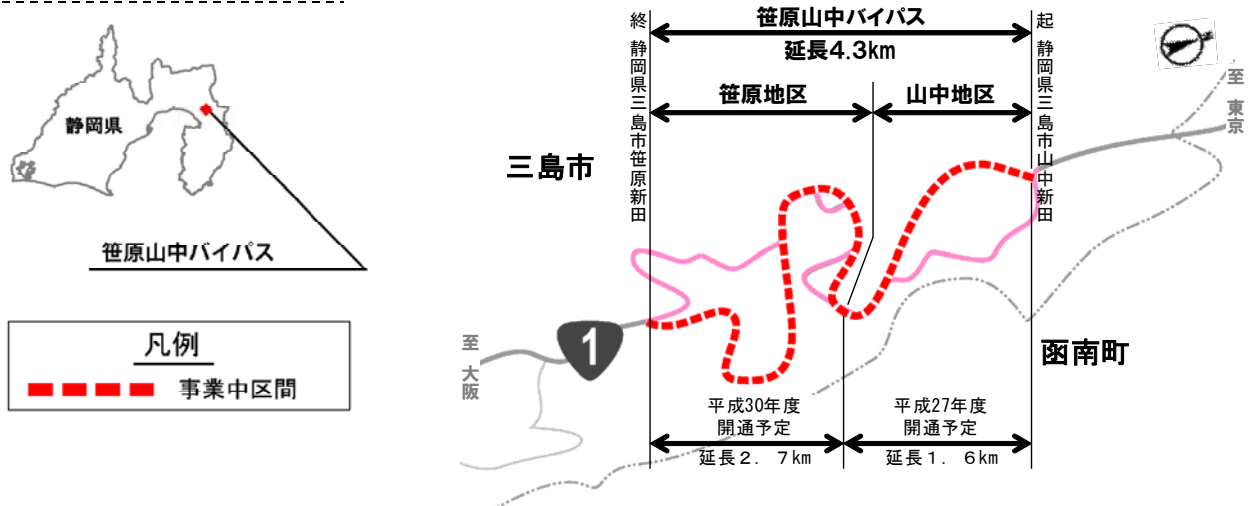 静岡県
笹原山中バイパス
凡例
事業中区間
笹原山中バイパス
延長4.3km
笹原地区
山中地区
終 静岡県三島市笹原新田
起 静岡県三島市山中新田
至 東京
三島市
至 大阪
1
函南町
平成30年度
開通予定
延長2．7km
平成27年度
開通予定
延長1．6km